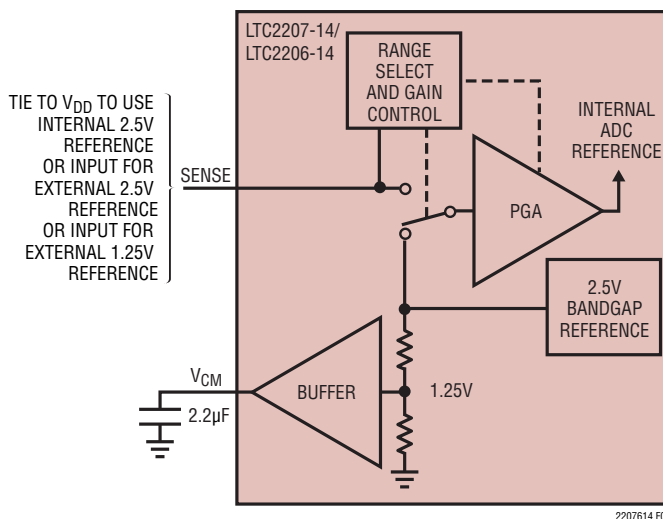 LTC2207-14/
LTC2206-14
RANGE
SELECT
AND GAIN
CONTROL
TIE TO VDD TO USE
INTERNAL 2.5V
REFERENCE
OR INPUT FOR
EXTERNAL 2.5V
REFERENCE
OR INPUT FOR
EXTERNAL 1.25V
REFERENCE
SENSE
INTERNAL
ADC
REFERENCE
PGA
2.5V
BANDGAP
REFERENCE
VCM
BUFFER
1.25V
2.2µF